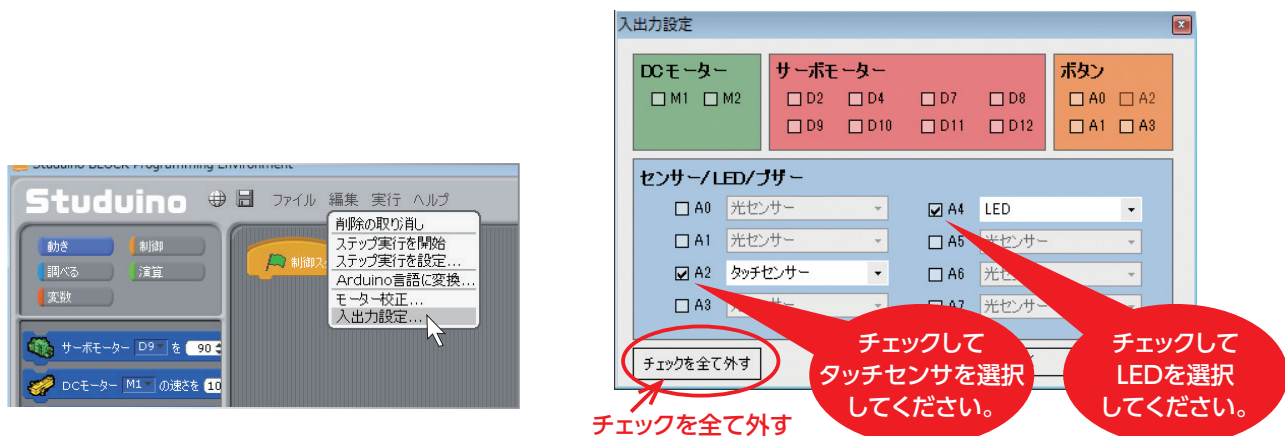 Studuino BLOCK Programming Environment
Studuino
ファイル 編集 実行 ヘルプ
削除の取り消し
ステップ実行を開始
ステップ実行を設定...
Arduino言語に変換...
モーター校正...
入出力設定...
動き 制御
調べる 演算
変数
制御ス
サーボモーター D9 を 90
DCモーター M1 の速さを 10
入出力設定
DCモーター
M1 M2
サーボモーター
D2 D4 D7 D8
D9 D10 D11 D12
ボタン
A0 A2
A1 A3
センサー/LED/ブザー
A0 光センサー
A1 光センサー
A2 タッチセンサー
A3
A4 LED
A5 光センサー
A6
A7 光センサー
チェックを全て外す
チェックして
タッチセンサを選択
してください。
チェックして
LEDを選択
してください。
チェックを全て外す